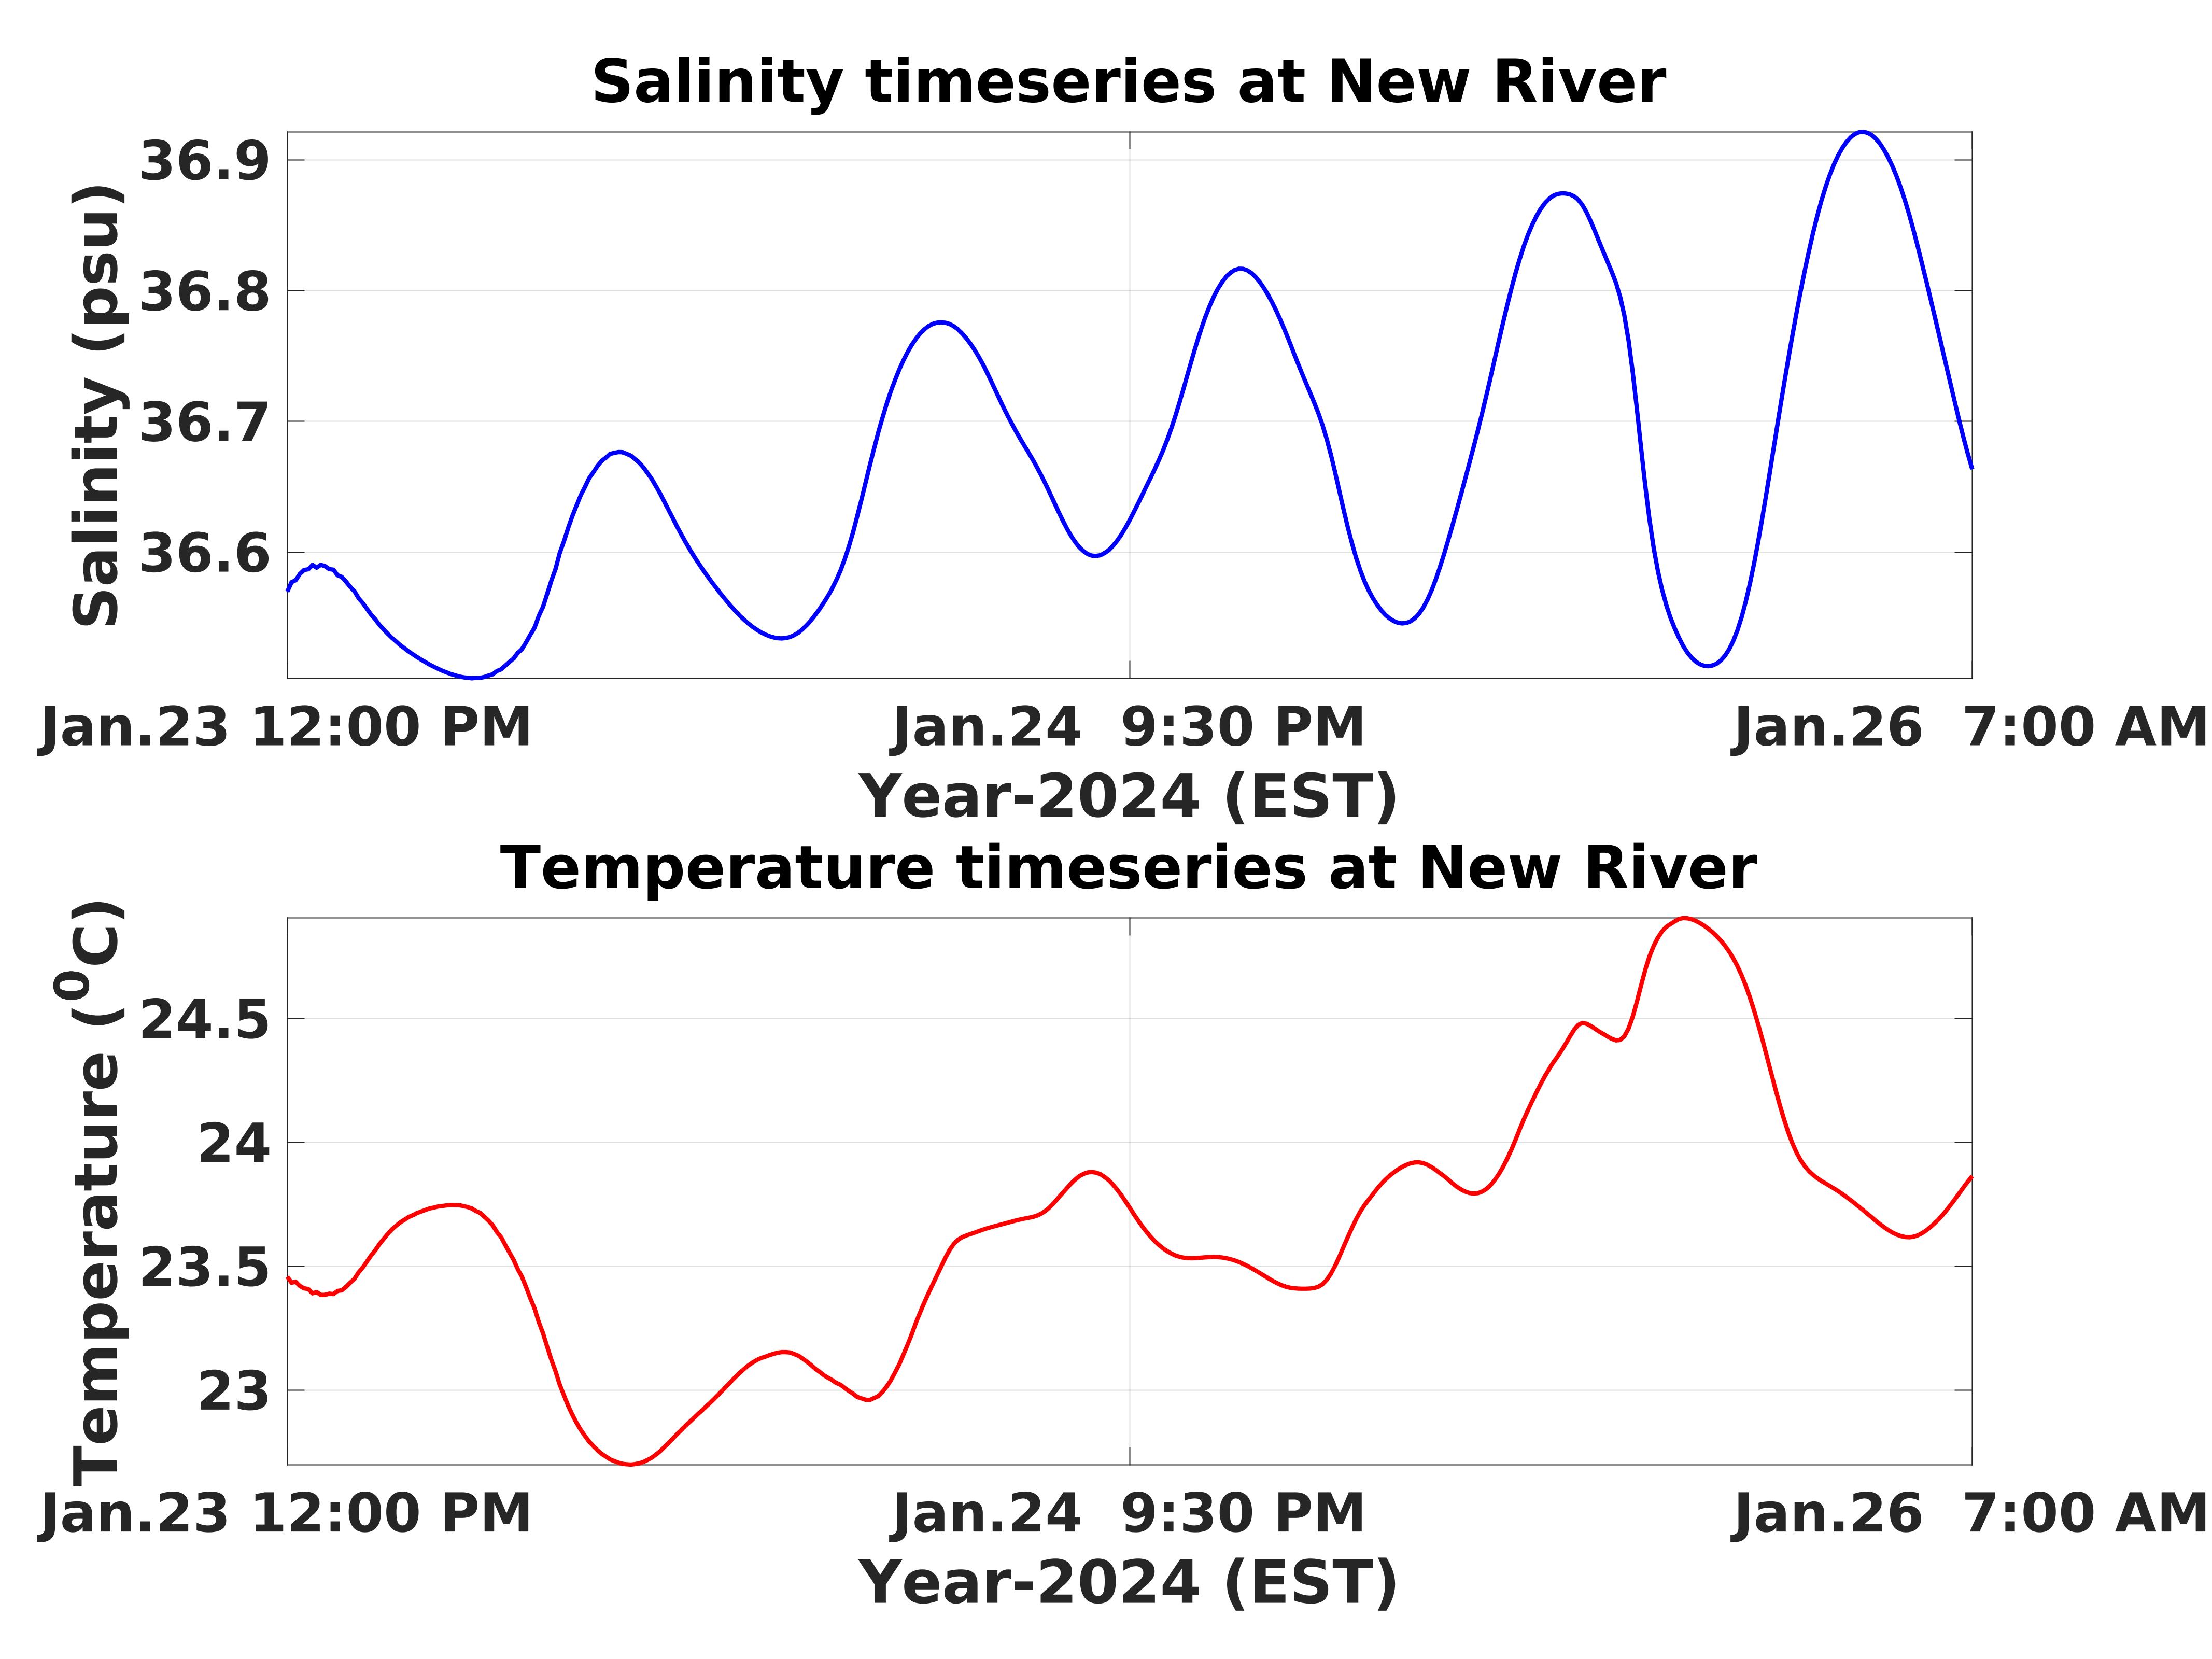 Salinity timeseries at New River
Salinity (psu)
36.9
36.8
36.7
36.6
Jan.23 12:00 PM Jan.24  9:30 PM Jan.26  7:00 AM
Year-2024 (EST)
Temperature timeseries at New River
Temperature (⁰C)
24.5
24
23.5
23
Jan.23 12:00 PM Jan.24  9:30 PM Jan.26  7:00 AM
Year-2024 (EST)